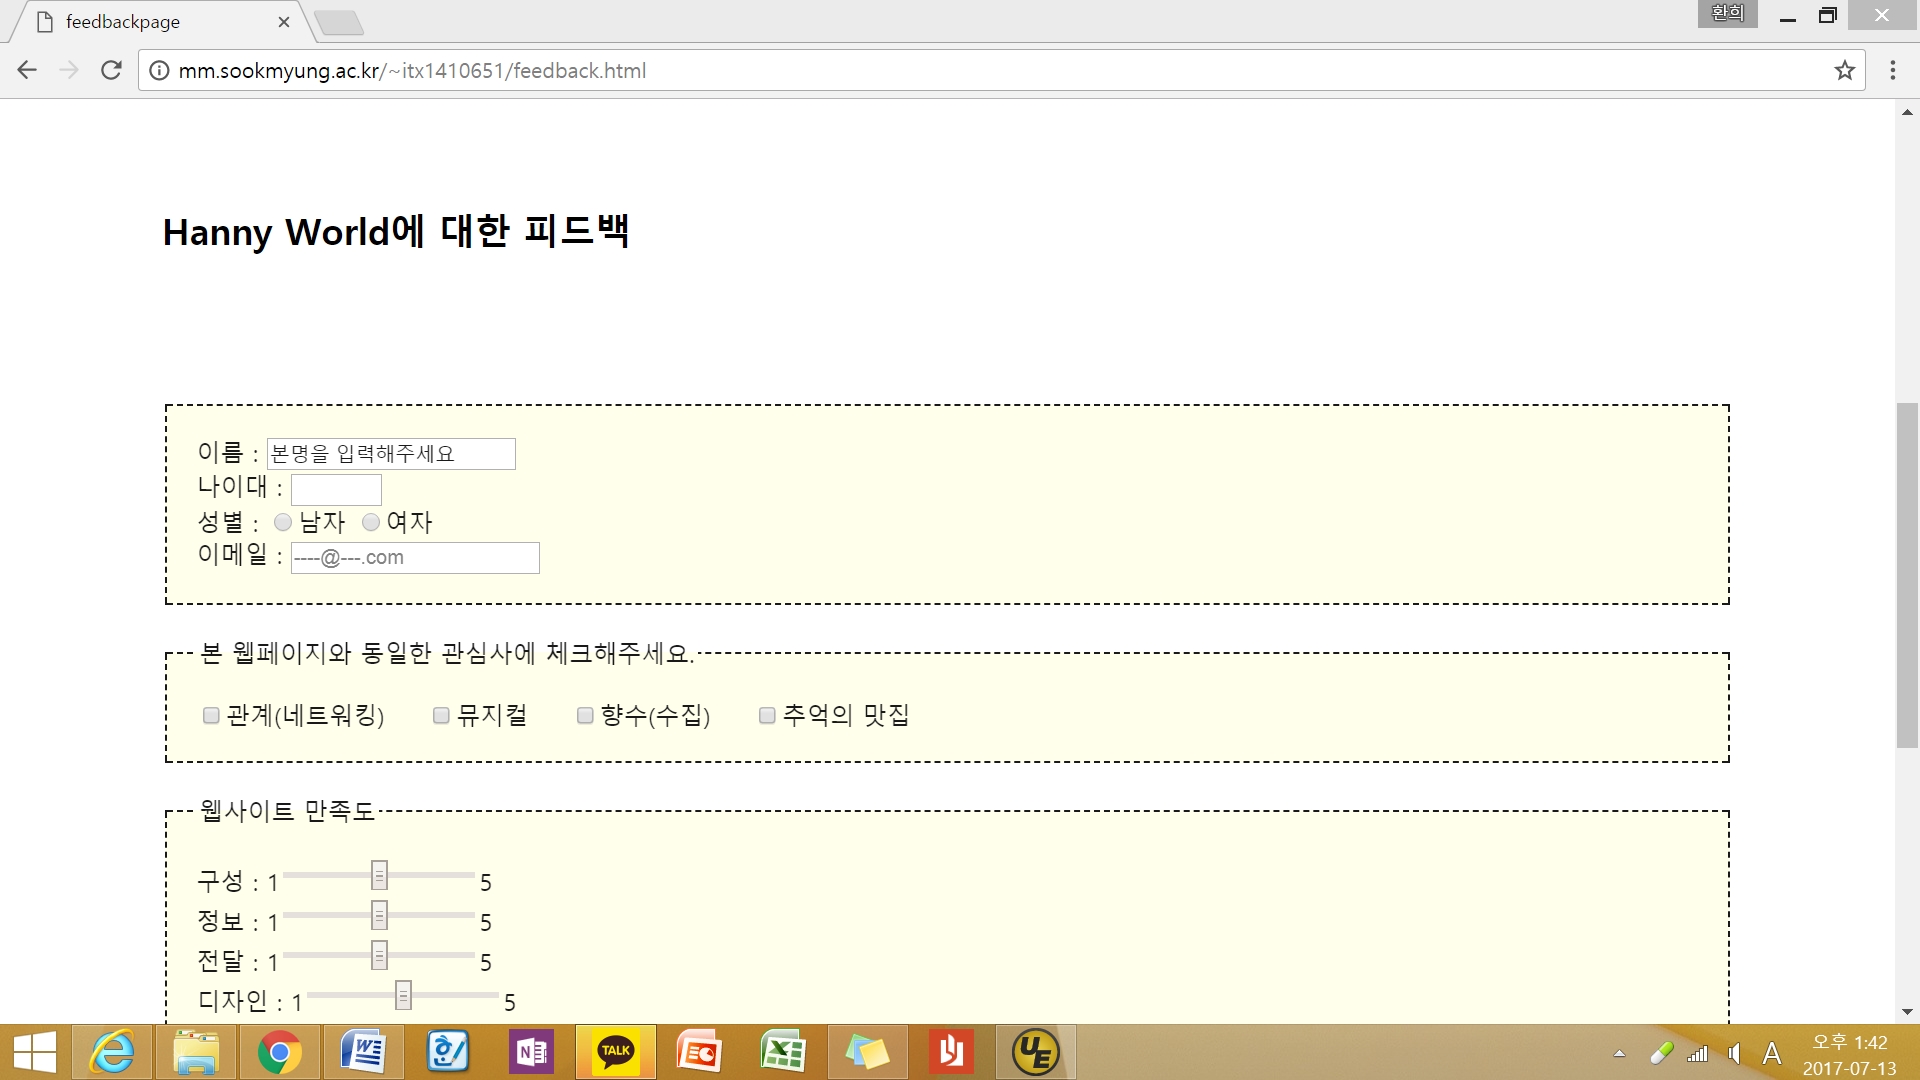 feedbackpage
환희
mm.sookmyung.ac.kr/~itx1410651/feedback.html
Hanny World에 대한 피드백
이름 : 본명을 입력해주세요
나이대 :
성별 : 남자 여자
이메일 : ----@---.com
본 웹페이지와 동일한 관심사에 체크해주세요.
관계(네트워킹) 뮤지컬 향수(수집) 추억의 맛집
웹사이트 만족도
구성 : 1 5
정보 : 1 5
전달 : 1 5
디자인 : 1 5
TALK
A
오후 1:42
2017-07-13